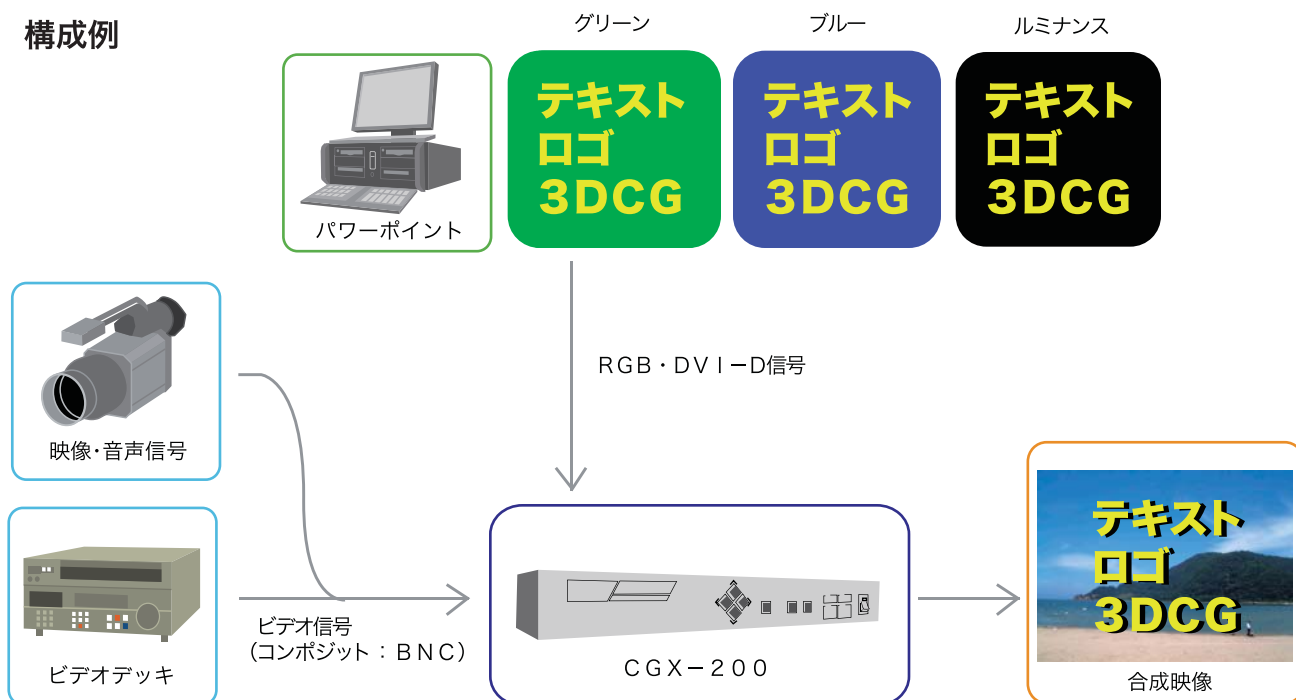 構成例
グリーン
ブルー
ルミナンス
テキスト
ロゴ
3DCG
テキスト
ロゴ
3DCG
テキスト
ロゴ
3DCG
パワーポイント
RGB・DVI－D信号
映像・音声信号
ビデオ信号
（コンポジット：BNC）
ビデオデッキ
CGX－200
テキスト
ロゴ
3DCG
合成映像